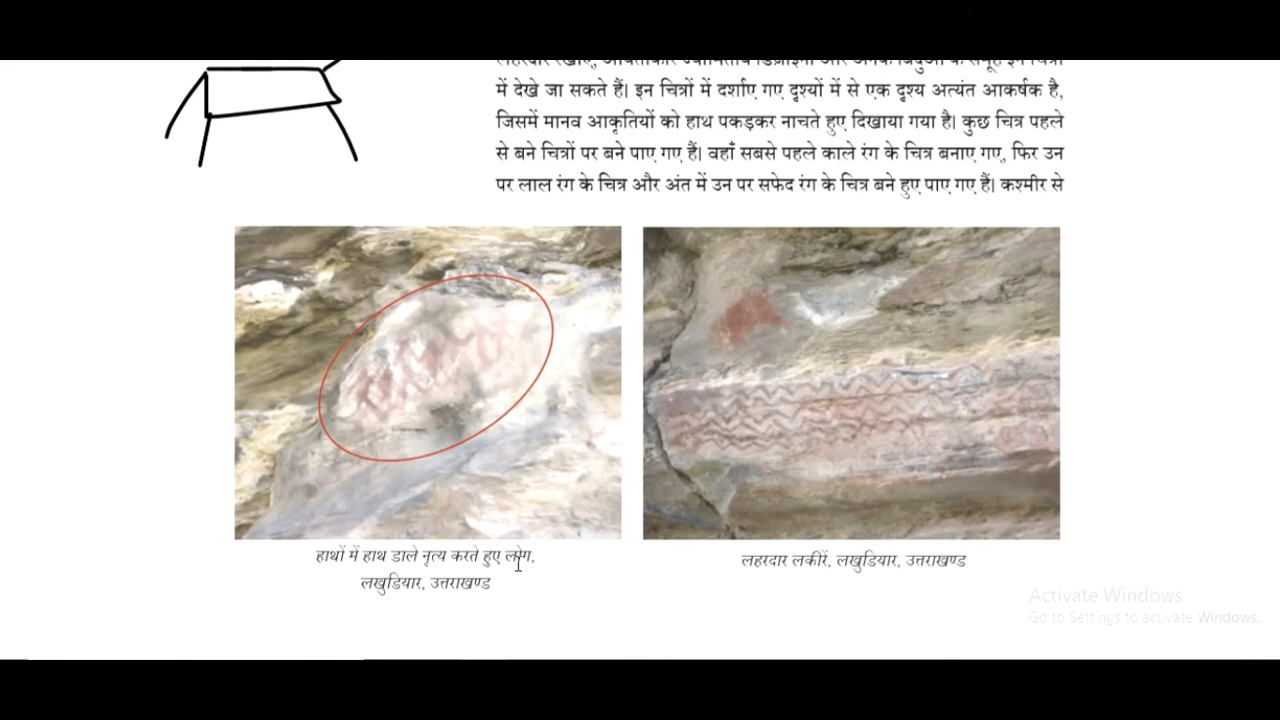 में देखे जा सकते हैं। इन चित्रों में दर्शाए गए दृश्यों में से एक दृश्य अत्यंत आकर्षक है,
जिसमें मानव आकृतियों को हाथ पकड़कर नाचते हुए दिखाया गया है। कुछ चित्र पहले
से बने चित्रों पर बने पाए गए हैं। वहाँ सबसे पहले काले रंग के चित्र बनाए गए, फिर उन
पर लाल रंग के चित्र और अंत में उन पर सफेद रंग के चित्र बने हुए पाए गए हैं। कश्मीर से
हाथों में हाथ डाले नृत्य करते हुए लोग,
लखुडियार, उत्तराखण्ड
लहरदार लकीरें, लखुडियार, उत्तराखण्ड
Activate Windows
Go to Settings to activate Windows.